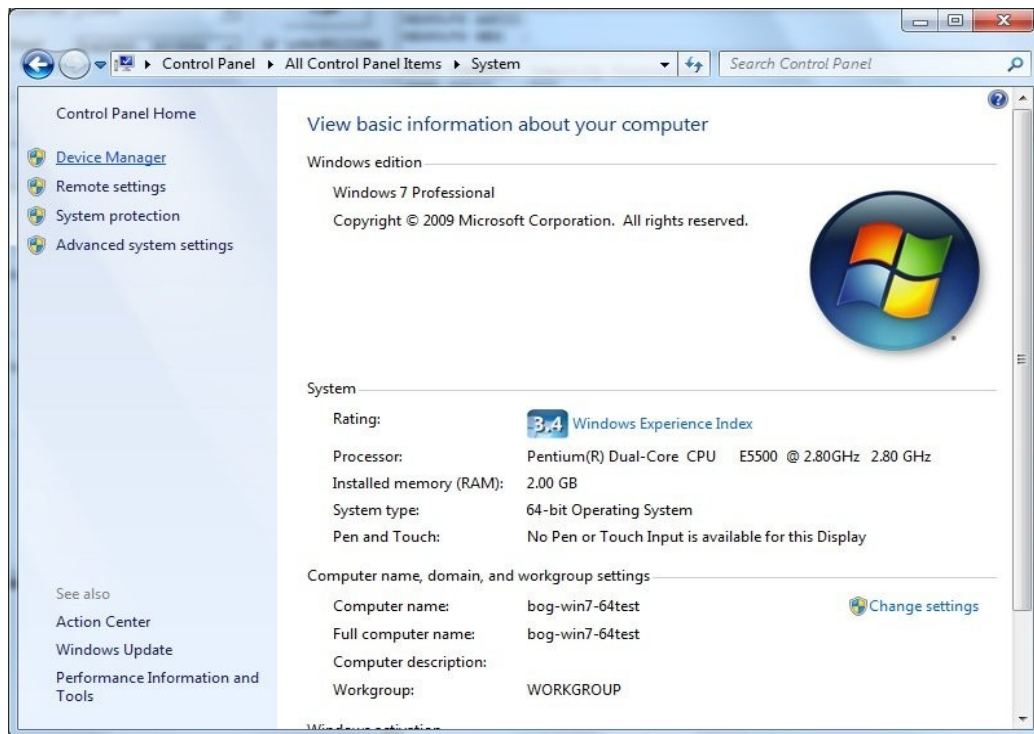 Control Panel ▸ All Control Panel Items ▸ System
Search Control Panel
Control Panel Home
Device Manager
Remote settings
System protection
Advanced system settings
See also
Action Center
Windows Update
Performance Information and
Tools
View basic information about your computer
Windows edition
Windows 7 Professional
Copyright © 2009 Microsoft Corporation. All rights reserved.
System
Rating:
3.4 Windows Experience Index
Processor: Pentium(R) Dual-Core CPU E5500 @ 2.80GHz 2.80 GHz
Installed memory (RAM): 2.00 GB
System type: 64-bit Operating System
Pen and Touch: No Pen or Touch Input is available for this Display
Computer name, domain, and workgroup settings
Computer name: bog-win7-64test
Change settings
Full computer name: bog-win7-64test
Computer description:
Workgroup: WORKGROUP
Windows activation